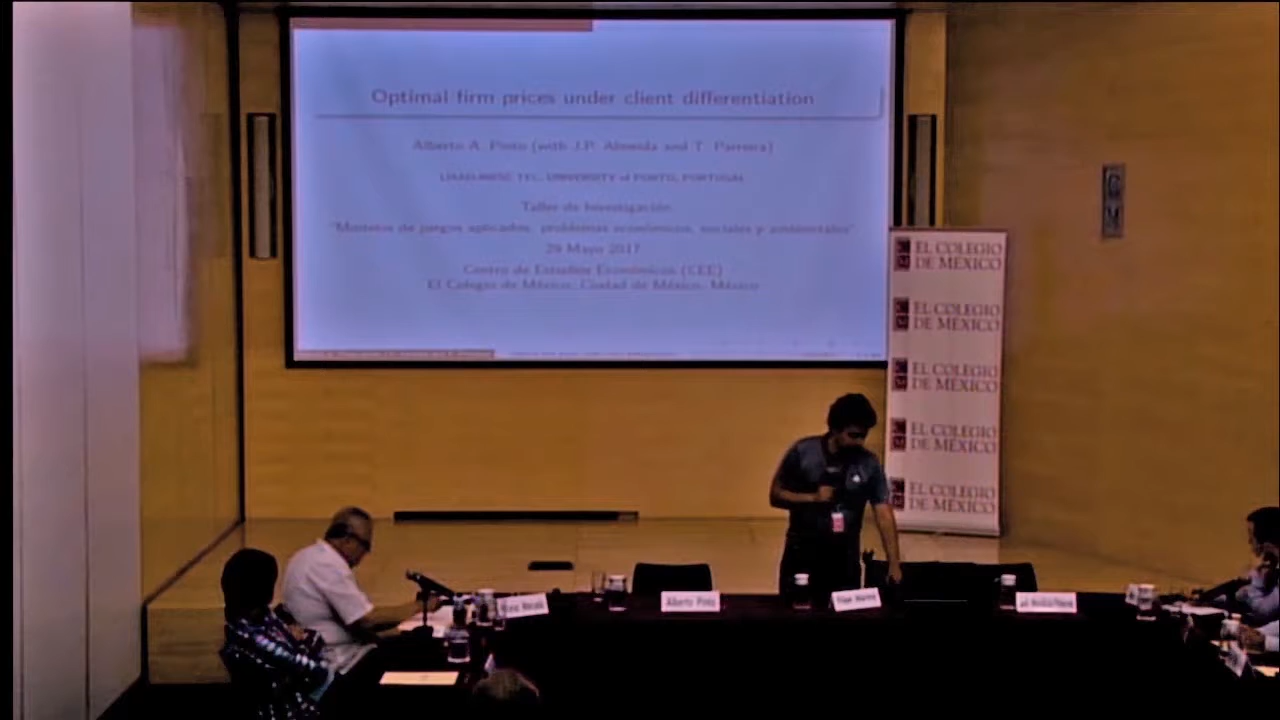 Optimal firm prices under client differentiation
Alberto A. Pinto (with J.P. Almeida and T. Parreira)
UNIVERSITY of PORTO, PORTUGAL
Taller de Investigación
"Modelos de juegos aplicados, problemas económicos, sociales y ambientales"
29 Mayo 2017
Centro de Estudios Económicos (CEE)
El Colegio de México, Ciudad de México, México
EL COLEGIO
DE MÉXICO
EL COLEGIO
DE MÉXICO
EL COLEGIO
DE MÉXICO
EL COLEGIO
DE MÉXICO
EL COLEGIO
DE MÉXICO
Alberto Pinto